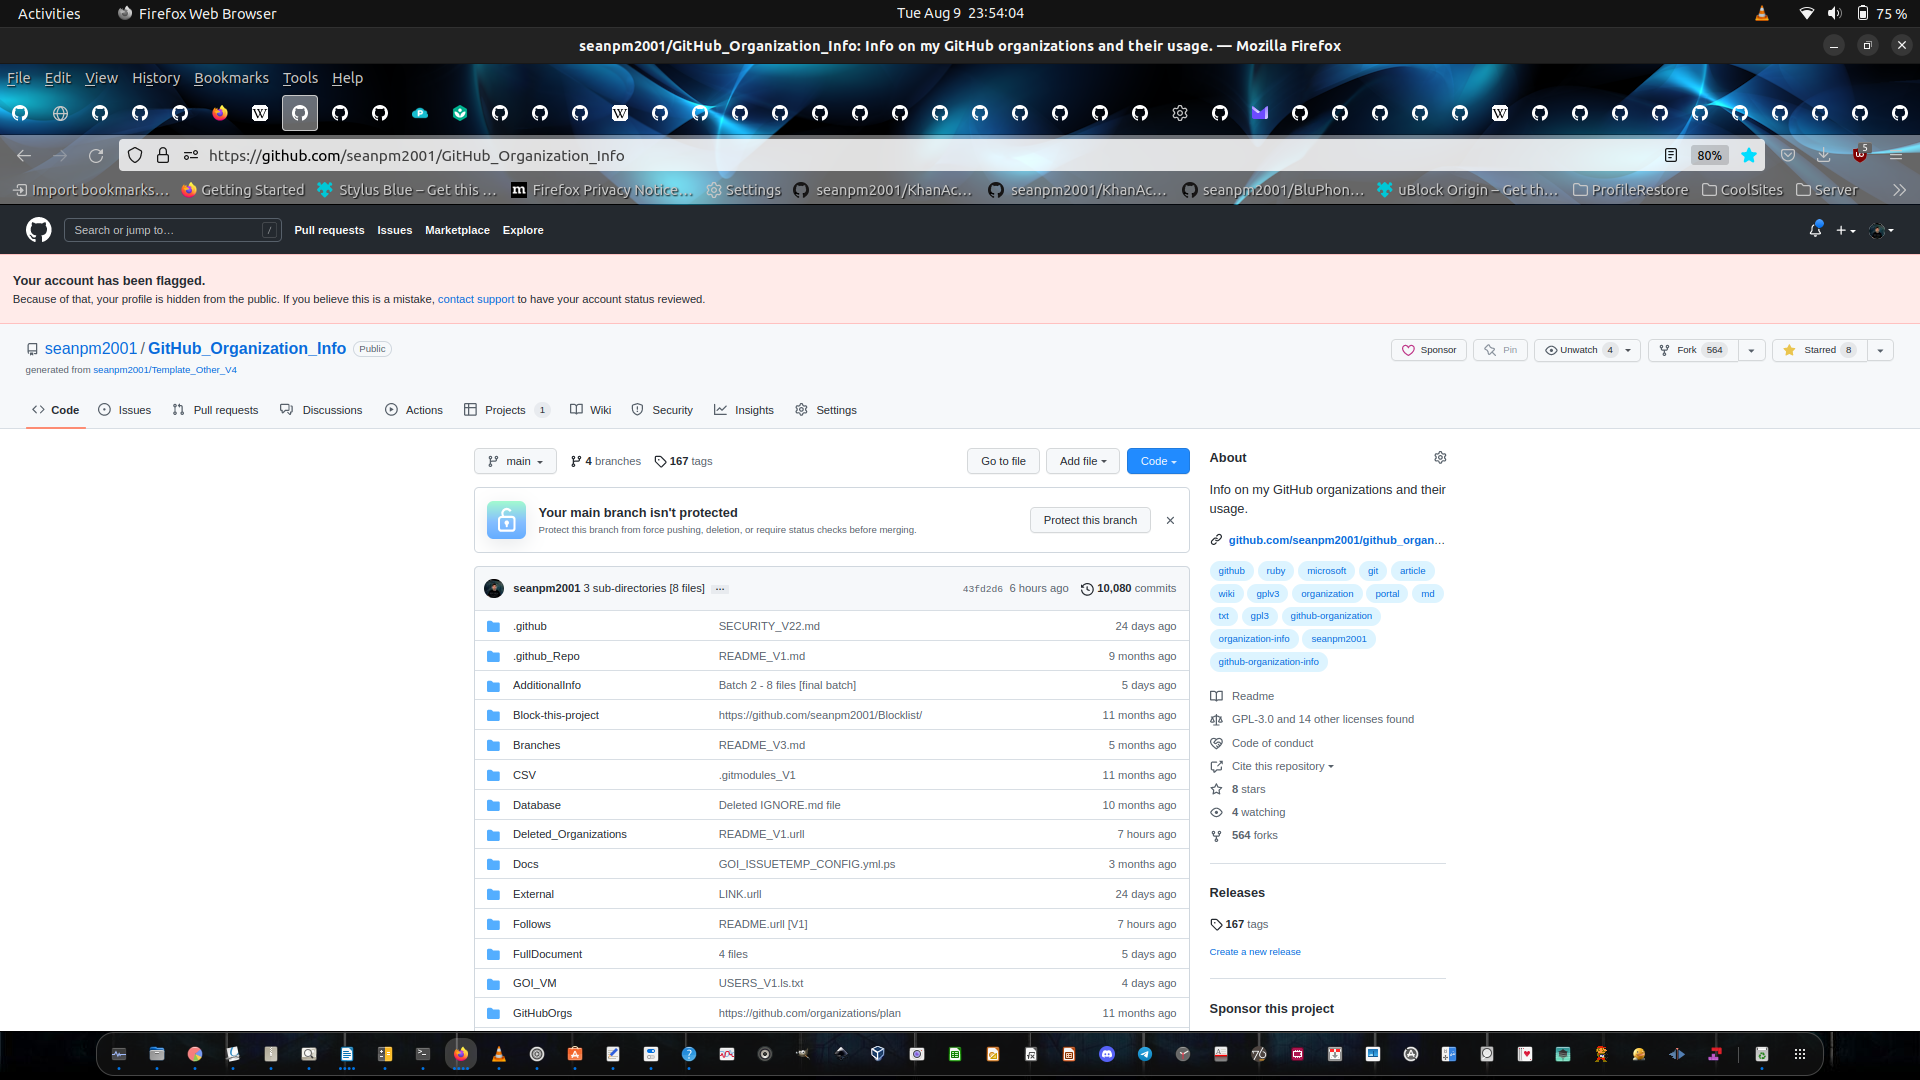 Activities
Firefox Web Browser
Tue Aug 9 23:54:04
75 %
seanpm2001/GitHub_Organization_Info: Info on my GitHub organizations and their usage. — Mozilla Firefox
File Edit View History Bookmarks Tools Help
https://github.com/seanpm2001/GitHub_Organization_Info
80%
5
Import bookmarks…
Getting Started
Stylus Blue – Get this …
Firefox Privacy Notice…
Settings
seanpm2001/KhanAc…
seanpm2001/KhanAc…
seanpm2001/BluPhon…
uBlock Origin – Get th…
ProfileRestore
CoolSites
Server
Search or jump to…
/
Pull requests
Issues
Marketplace
Explore
Your account has been flagged.
Because of that, your profile is hidden from the public. If you believe this is a mistake, contact support to have your account status reviewed.
seanpm2001 / GitHub_Organization_Info
Public
generated from seanpm2001/Template_Other_V4
Sponsor
Pin
Unwatch 4
Fork 564
Starred 8
Code
Issues
Pull requests
Discussions
Actions
Projects 1
Wiki
Security
Insights
Settings
main
4 branches
167 tags
Go to file
Add file
Code
Your main branch isn't protected
Protect this branch from force pushing, deletion, or require status checks before merging.
Protect this branch
seanpm2001 3 sub-directories [8 files] …
43fd2d6 6 hours ago
10,080 commits
.github SECURITY_V22.md 24 days ago
.github_Repo README_V1.md 9 months ago
AdditionalInfo Batch 2 - 8 files [final batch] 5 days ago
Block-this-project https://github.com/seanpm2001/Blocklist/ 11 months ago
Branches README_V3.md 5 months ago
CSV .gitmodules_V1 11 months ago
Database Deleted IGNORE.md file 10 months ago
Deleted_Organizations README_V1.urll 7 hours ago
Docs GOI_ISSUETEMP_CONFIG.yml.ps 3 months ago
External LINK.urll 24 days ago
Follows README.urll [V1] 7 hours ago
FullDocument 4 files 5 days ago
GOI_VM USERS_V1.ls.txt 4 days ago
GitHubOrgs https://github.com/organizations/plan 11 months ago
About
Info on my GitHub organizations and their
usage.
github.com/seanpm2001/github_organ…
github ruby microsoft git article
wiki gplv3 organization portal md
txt gpl3 github-organization
organization-info seanpm2001
github-organization-info
Readme
GPL-3.0 and 14 other licenses found
Code of conduct
Cite this repository
8 stars
4 watching
564 forks
Releases
167 tags
Create a new release
Sponsor this project